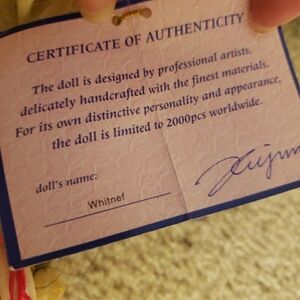 CERTIFICATE OF AUTHENTICITY
The doll is designed by professional artists,
delicately handcrafted with the finest materials.
For its own distinctive personality and appearance,
the doll is limited to 2000pcs worldwide.
doll's name:
Whitnef